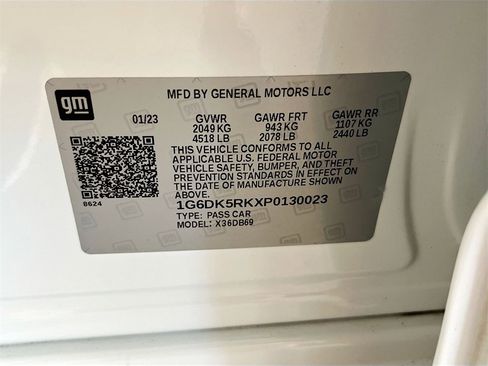 gm
MFD BY GENERAL MOTORS LLC
01/23 GVWR GAWR FRT GAWR RR
2049 KG 943 KG 1107 KG
4518 LB 2078 LB 2440 LB
THIS VEHICLE CONFORMS TO ALL
APPLICABLE U.S. FEDERAL MOTOR
VEHICLE SAFETY, BUMPER, AND THEFT
PREVENTION STANDARDS IN EFFECT ON
THE DATE OF MANUFACTURE SHOWN
ABOVE.
8624
1G6DK5RKXP0130023
TYPE: PASS CAR
MODEL: X36DB69